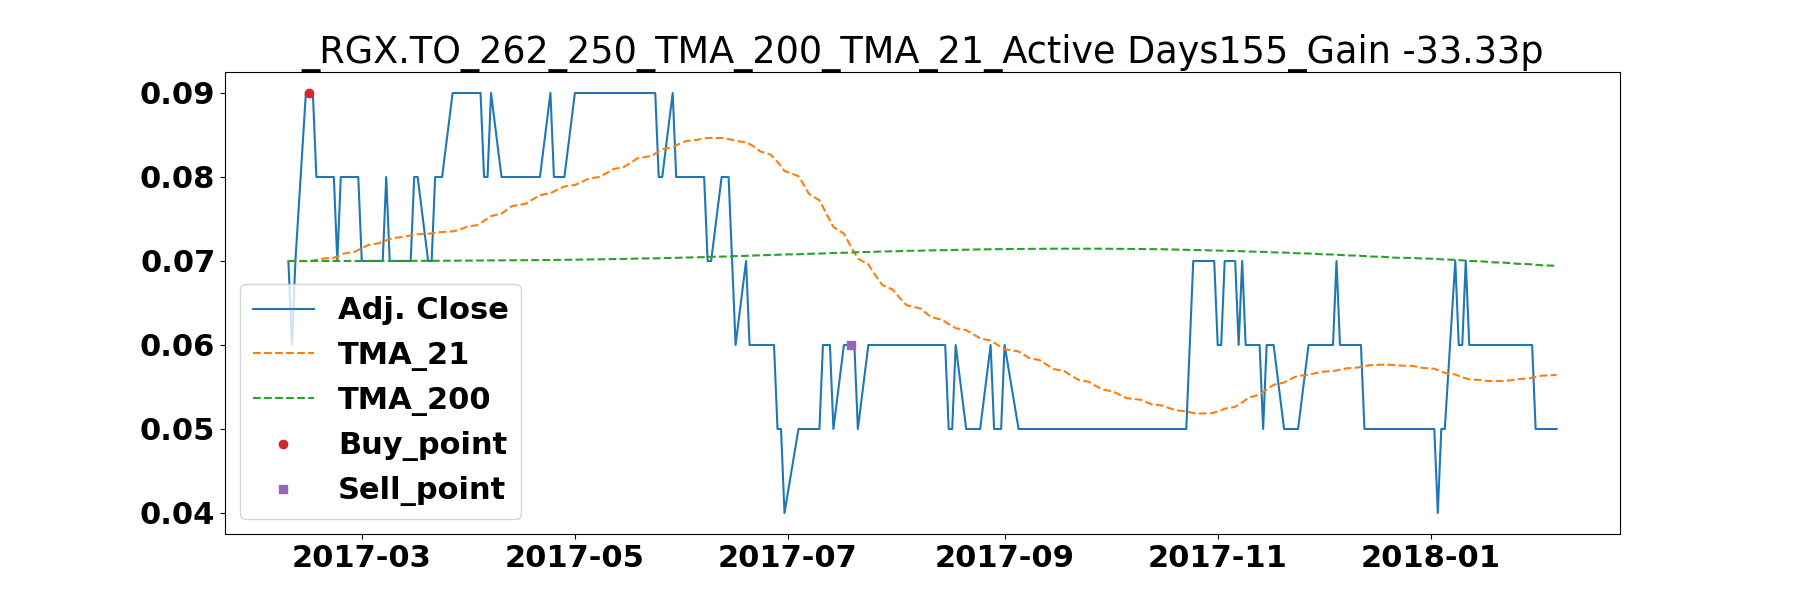 _RGX.TO_262_250_TMA_200_TMA_21_Active Days155_Gain -33.33p
0.09
0.08
0.07
0.06
0.05
0.04
Adj. Close
TMA_21
TMA_200
Buy_point
Sell_point
2017-03 2017-05 2017-07 2017-09 2017-11 2018-01